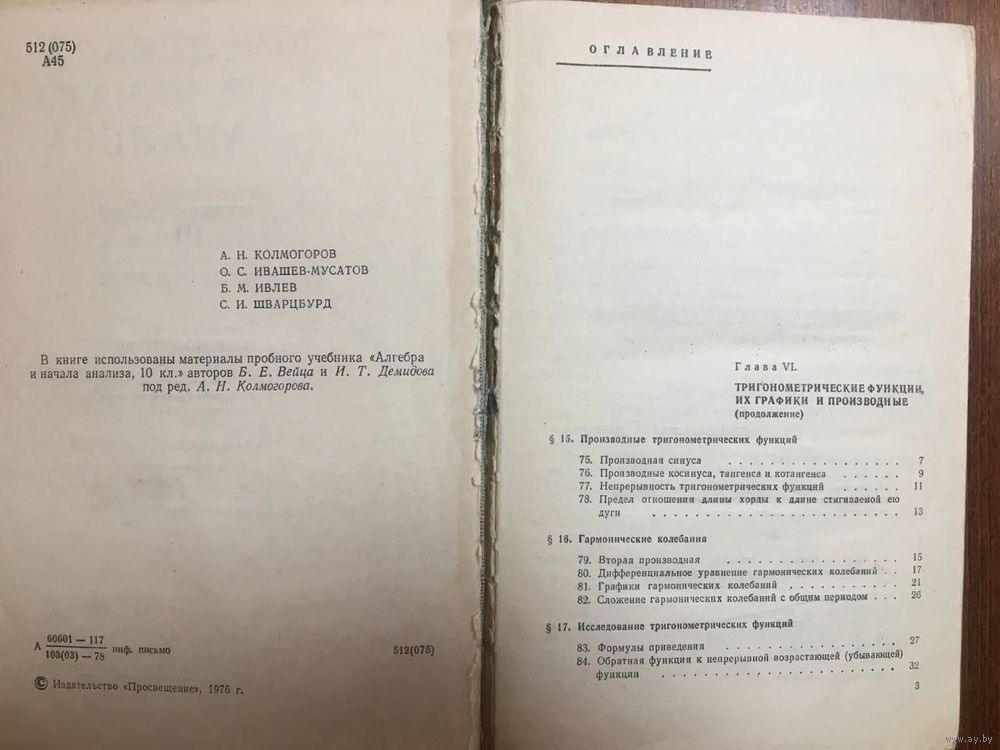 512 (075)
А45
А. Н. КОЛМОГОРОВ
О. С. ИВАШЕВ-МУСАТОВ
Б. М. ИВЛЕВ
С. И. ШВАРЦБУРД
В книге использованы материалы пробного учебника «Алгебра
и начала анализа, 10 кл.» авторов Б. Е. Вейца и И. Т. Демидова
под ред. А. Н. Колмогорова.
А 60601 — 117
103(03) — 78 инф. письмо 512(075)
© Издательство «Просвещение», 1976 г.
ОГЛАВЛЕНИЕ
Глава VI.
ТРИГОНОМЕТРИЧЕСКИЕ ФУНКЦИИ,
ИХ ГРАФИКИ И ПРОИЗВОДНЫЕ
(продолжение)
§ 15. Производные тригонометрических функций
75. Производная синуса . . . . . . . . . . . . . . . . . . 7
76. Производные косинуса, тангенса и котангенса . . . . . . 9
77. Непрерывность тригонометрических функций . . . . . . 11
78. Предел отношения длины хорды к длине стягиваемой ею
дуги . . . . . . . . . . . . . . . . . . . . . . . . . 13
§ 16. Гармонические колебания
79. Вторая производная . . . . . . . . . . . . . . . . . . 15
80. Дифференциальное уравнение гармонических колебаний . . 17
81. Графики гармонических колебаний . . . . . . . . . . . 21
82. Сложение гармонических колебаний с общим периодом . . . 26
§ 17. Исследование тригонометрических функций
83. Формулы приведения . . . . . . . . . . . . . . . . . . 27
84. Обратная функция к непрерывной возрастающей (убывающей)
функции . . . . . . . . . . . . . . . . . . . . . . . 32
3
www.ay.by